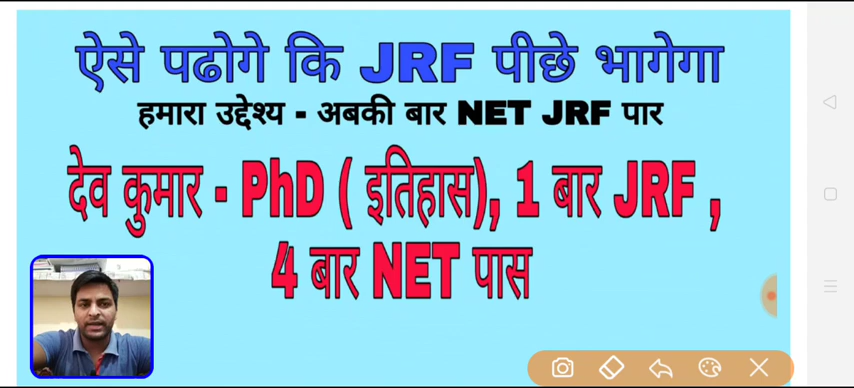 ऐसे पढोगे कि JRF पीछे भागेगा
हमारा उद्देश्य - अबकी बार NET JRF पार
देव कुमार - PhD ( इतिहास), 1 बार JRF ,
4 बार NET पास